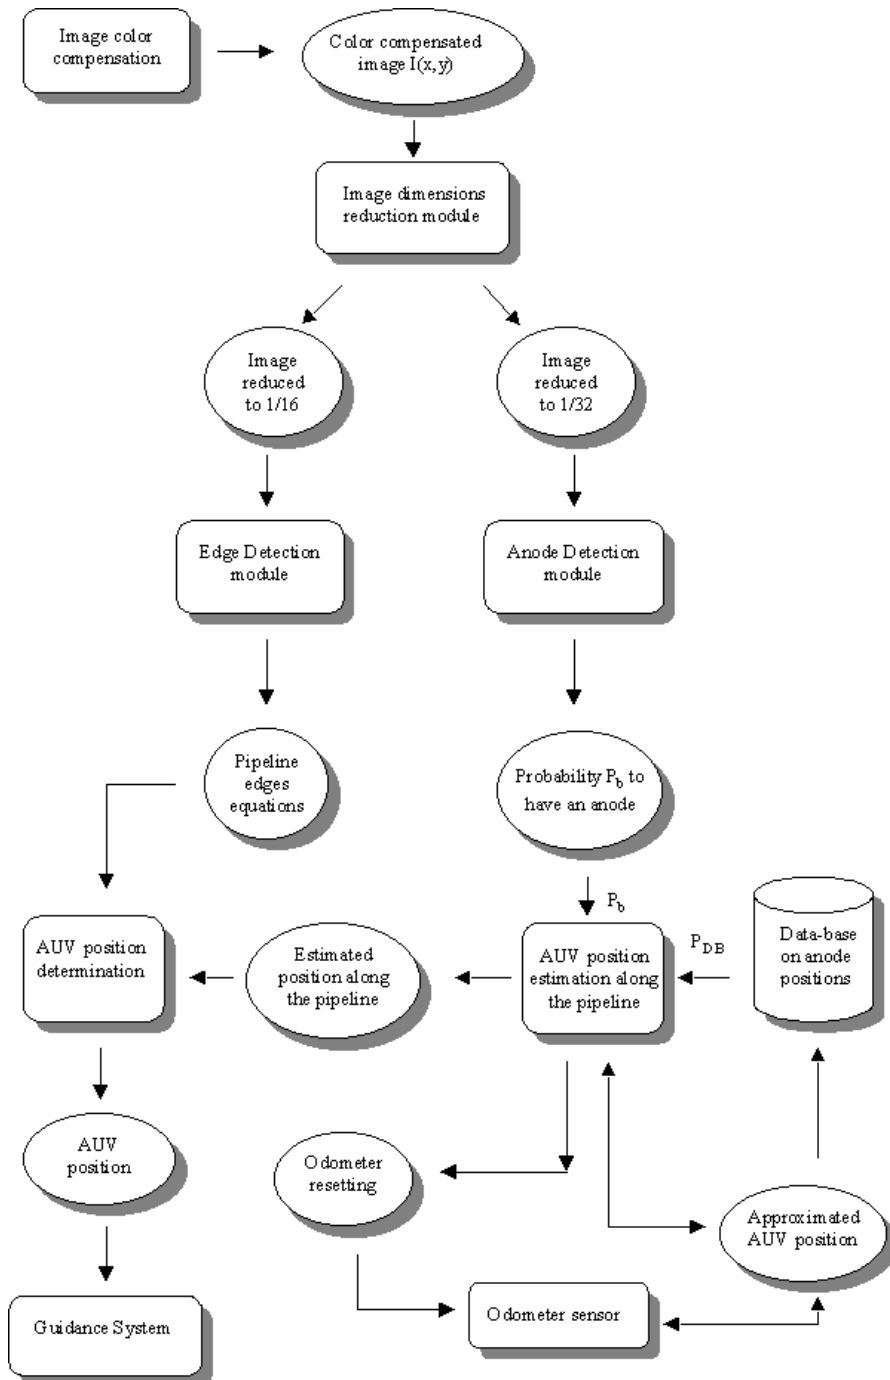 Image color
compensation
Color compensated
image I(x,y)
Image dimensions
reduction module
Image
reduced
to 1/16
Image
reduced
to 1/32
Edge Detection
module
Anode Detection
module
Pipeline
edges
equations
Probability Pb to
have an anode
Pb
PDB
AUV position
determination
Estimated
position along
the pipeline
AUV position
estimation along
the pipeline
Data-base
on anode
positions
AUV
position
Odometer
resetting
Approximated
AUV position
Guidance System
Odometer sensor